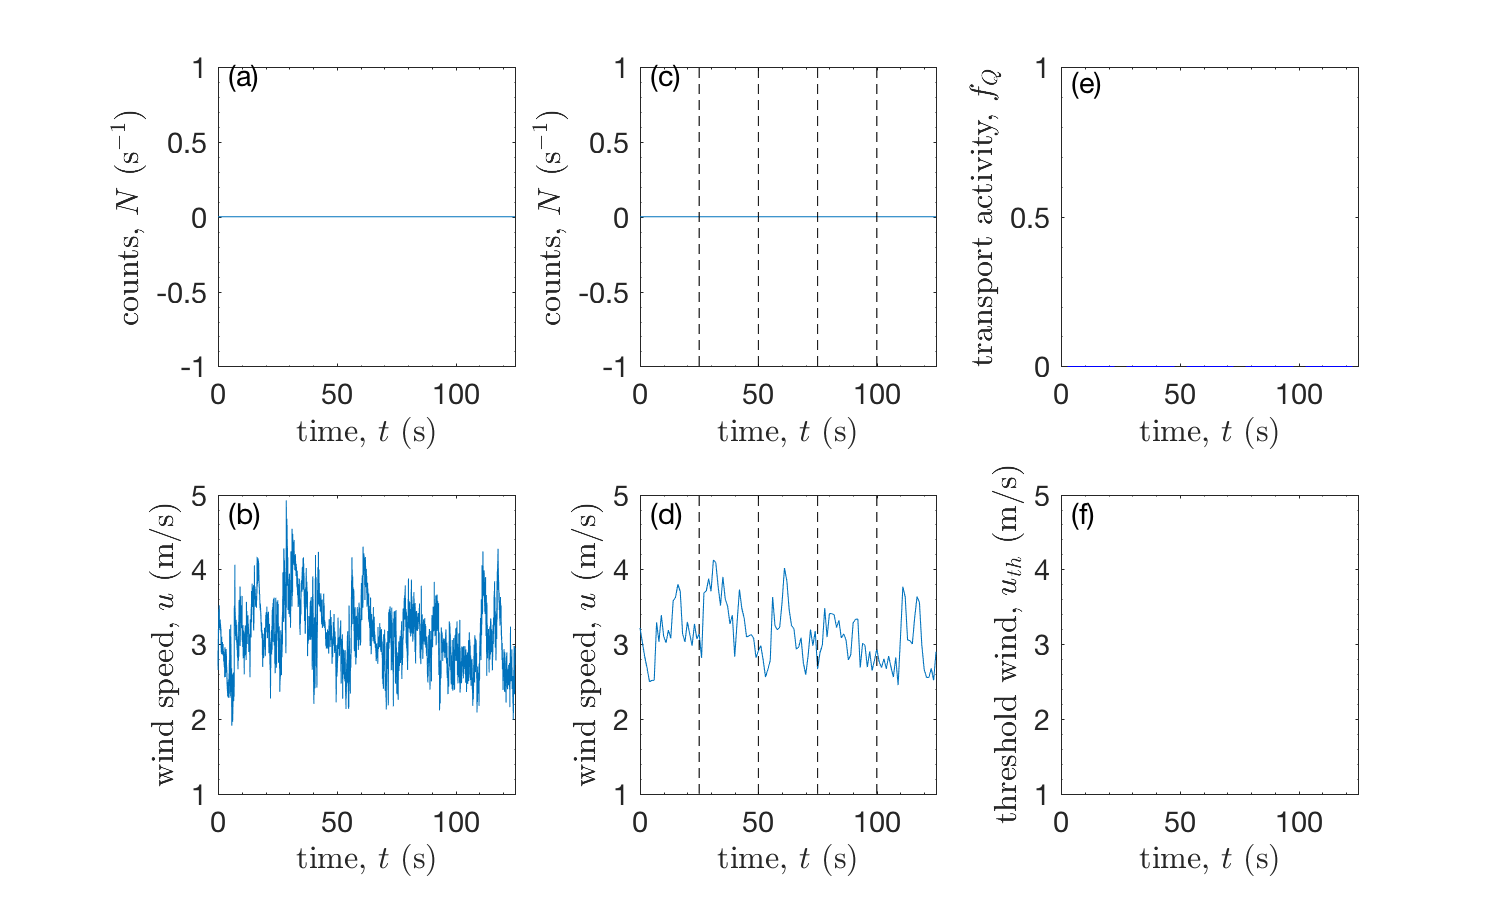 (a)
1
0.5
0
-0.5
-1
counts, N (s⁻¹)
0 50 100
time, t (s)
(c)
1
0.5
0
-0.5
-1
counts, N (s⁻¹)
0 50 100
time, t (s)
(e)
1
0.5
0
transport activity, f_Q
0 50 100
time, t (s)
(b)
5
4
3
2
1
wind speed, u (m/s)
0 50 100
time, t (s)
(d)
5
4
3
2
1
wind speed, u (m/s)
0 50 100
time, t (s)
(f)
5
4
3
2
1
threshold wind, u_th (m/s)
0 50 100
time, t (s)